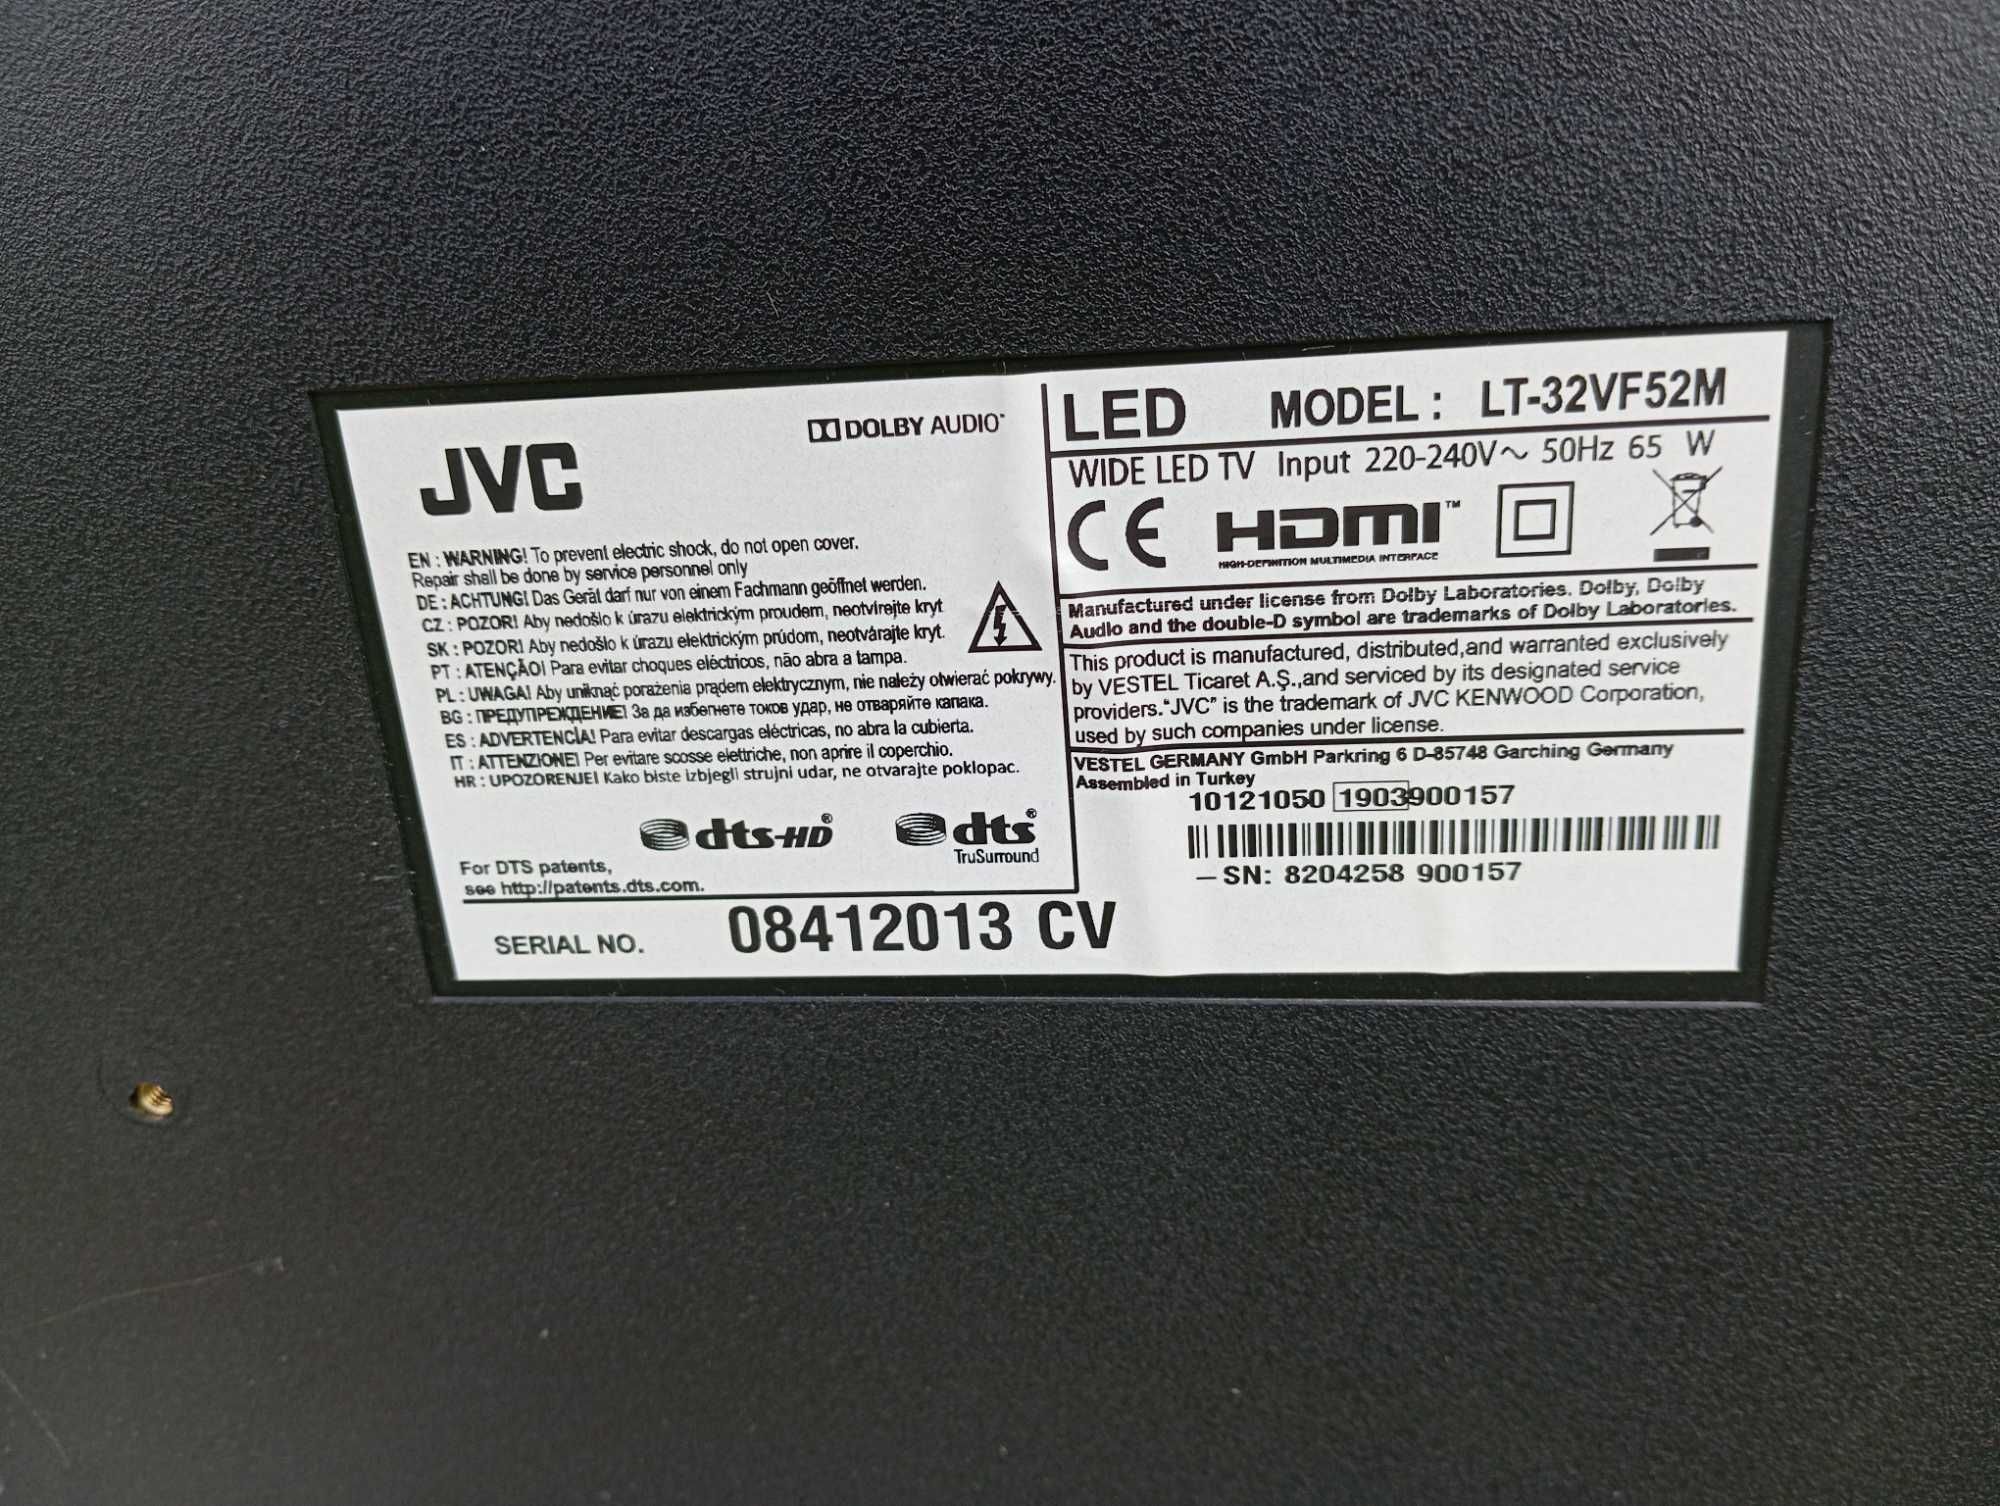 JVC
DOLBY AUDIO™
EN : WARNING! To prevent electric shock, do not open cover.
Repair shall be done by service personnel only
DE : ACHTUNG! Das Gerät darf nur von einem Fachmann geöffnet werden.
CZ : POZOR! Aby nedošlo k úrazu elektrickým proudem, neotvírejte kryt
SK : POZOR! Aby nedošlo k úrazu elektrickým prúdom, neotvárajte kryt.
PT : ATENÇÃO! Para evitar choques eléctricos, não abra a tampa.
PL : UWAGA! Aby uniknąć porażenia prądem elektrycznym, nie należy otwierać pokrywy.
BG : ПРЕДУПРЕЖДЕНИЕ! За да избегнете токов удар, не отваряйте капака.
ES : ADVERTENCÌA! Para evitar descargas eléctricas, no abra la cubierta.
IT : ATTENZIONE! Per evitare scosse elettriche, non aprire il coperchio.
HR : UPOZORENJE! Kako biste izbjegli strujni udar, ne otvarajte poklopac.
dts-HD®
dts®
TruSurround
For DTS patents,
see http://patents.dts.com.
SERIAL NO. 08412013 CV
LED MODEL : LT-32VF52M
WIDE LED TV Input 220-240V~ 50Hz 65 W
CE HDMI™
HIGH-DEFINITION MULTIMEDIA INTERFACE
Manufactured under license from Dolby Laboratories. Dolby, Dolby
Audio and the double-D symbol are trademarks of Dolby Laboratories.
This product is manufactured, distributed,and warranted exclusively
by VESTEL Ticaret A.Ş.,and serviced by its designated service
providers."JVC" is the trademark of JVC KENWOOD Corporation,
used by such companies under license.
VESTEL GERMANY GmbH Parkring 6 D-85748 Garching Germany
Assembled in Turkey
10121050 1903900157
–SN: 8204258 900157